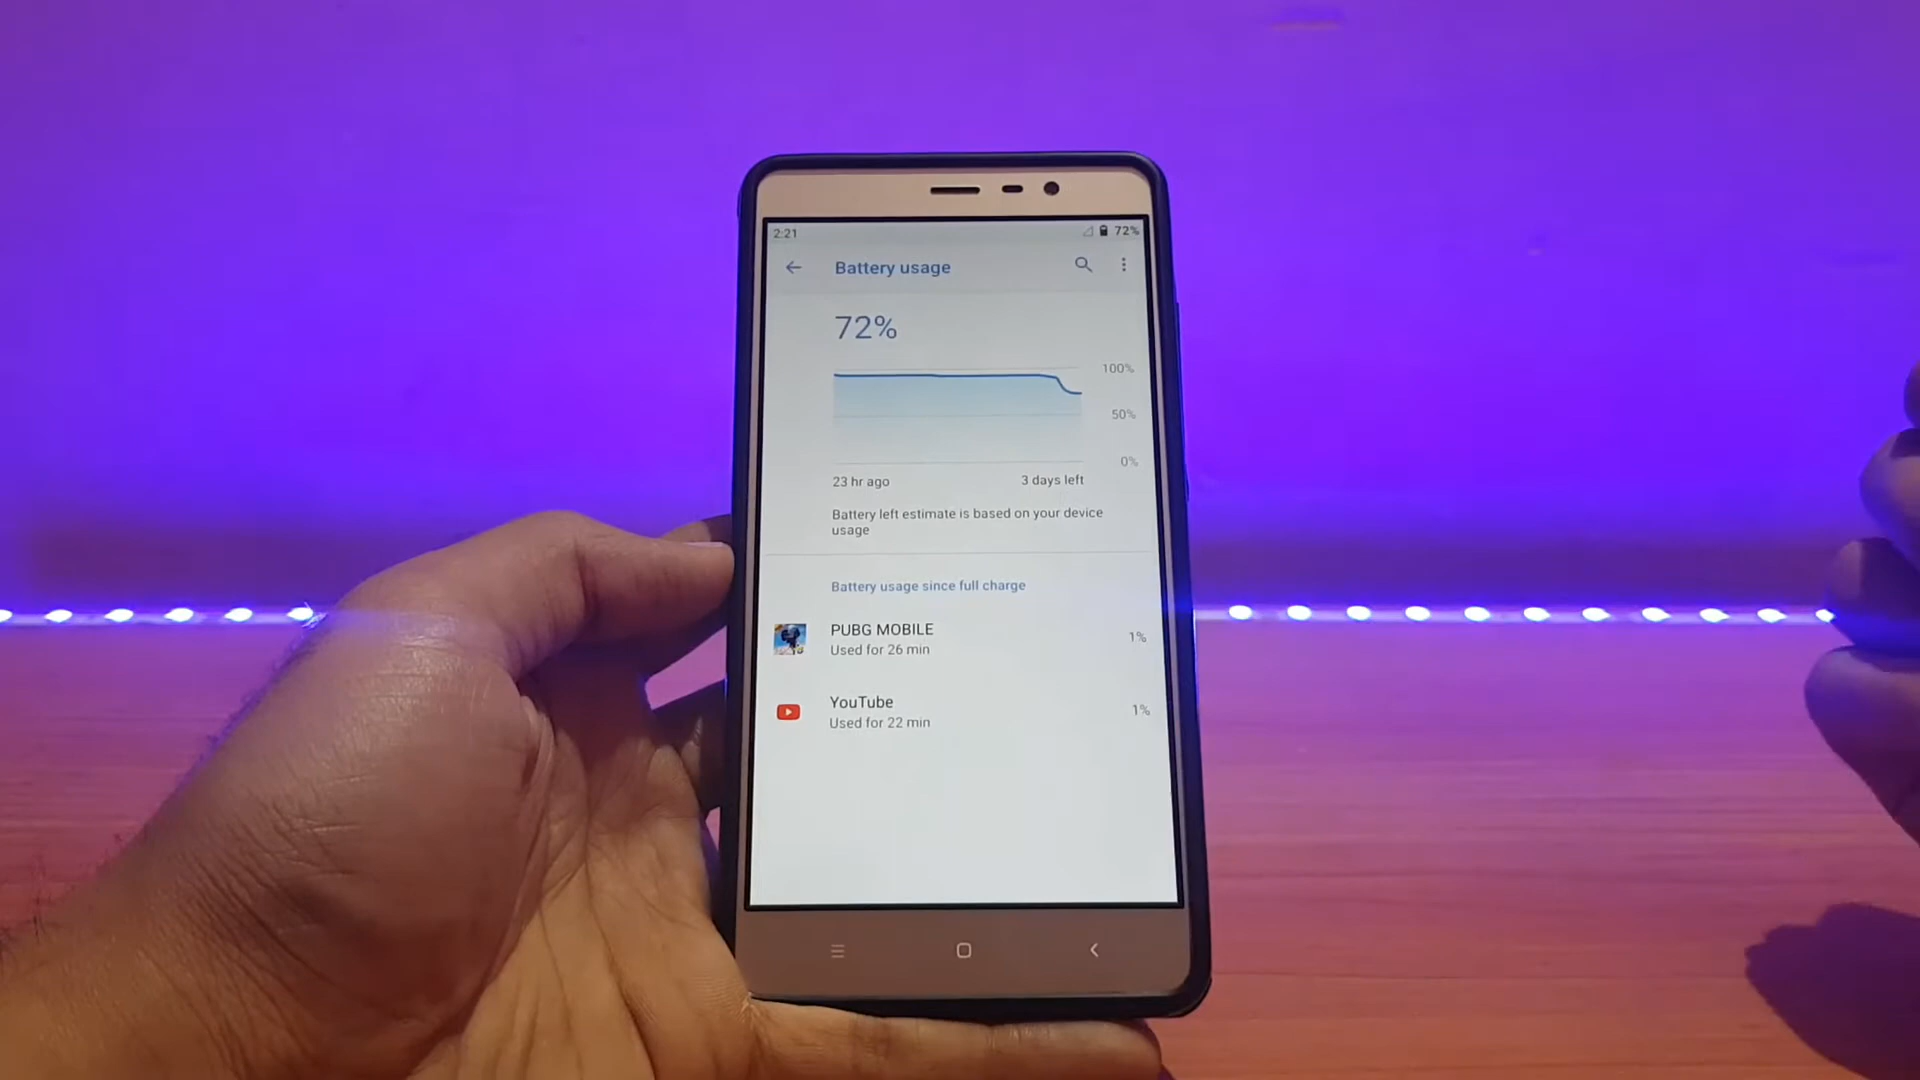 2:21
72%
Battery usage
72%
100%
50%
0%
23 hr ago
3 days left
Battery left estimate is based on your device
usage
Battery usage since full charge
PUBG MOBILE
1%
Used for 26 min
YouTube
1%
Used for 22 min